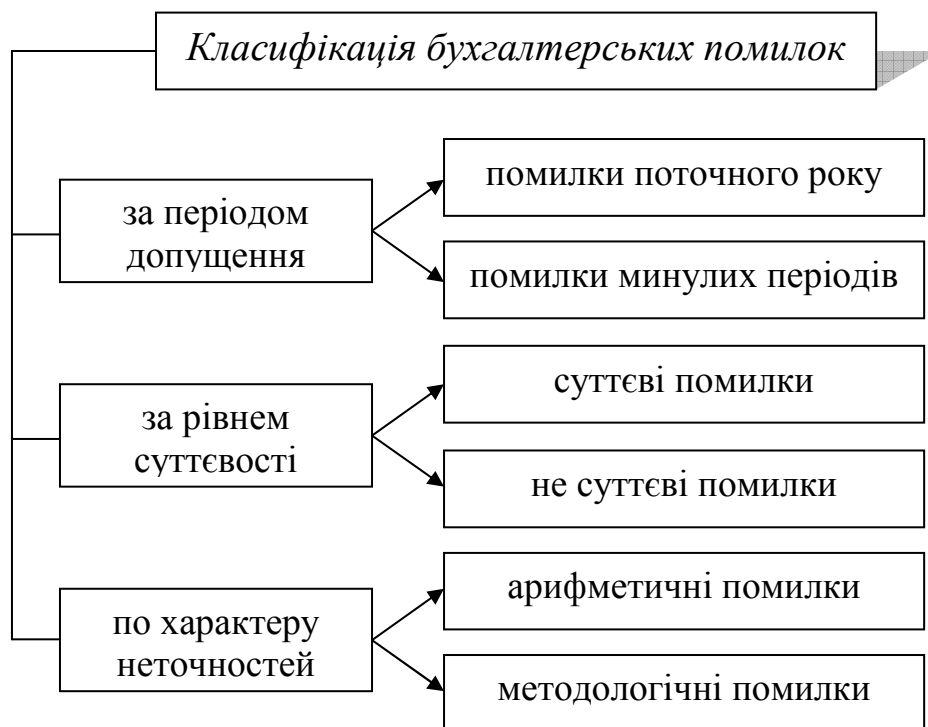 Класифікація бухгалтерських помилок
за періодом
допущення
помилки поточного року
помилки минулих періодів
за рівнем
суттєвості
суттєві помилки
не суттєві помилки
по характеру
неточностей
арифметичні помилки
методологічні помилки